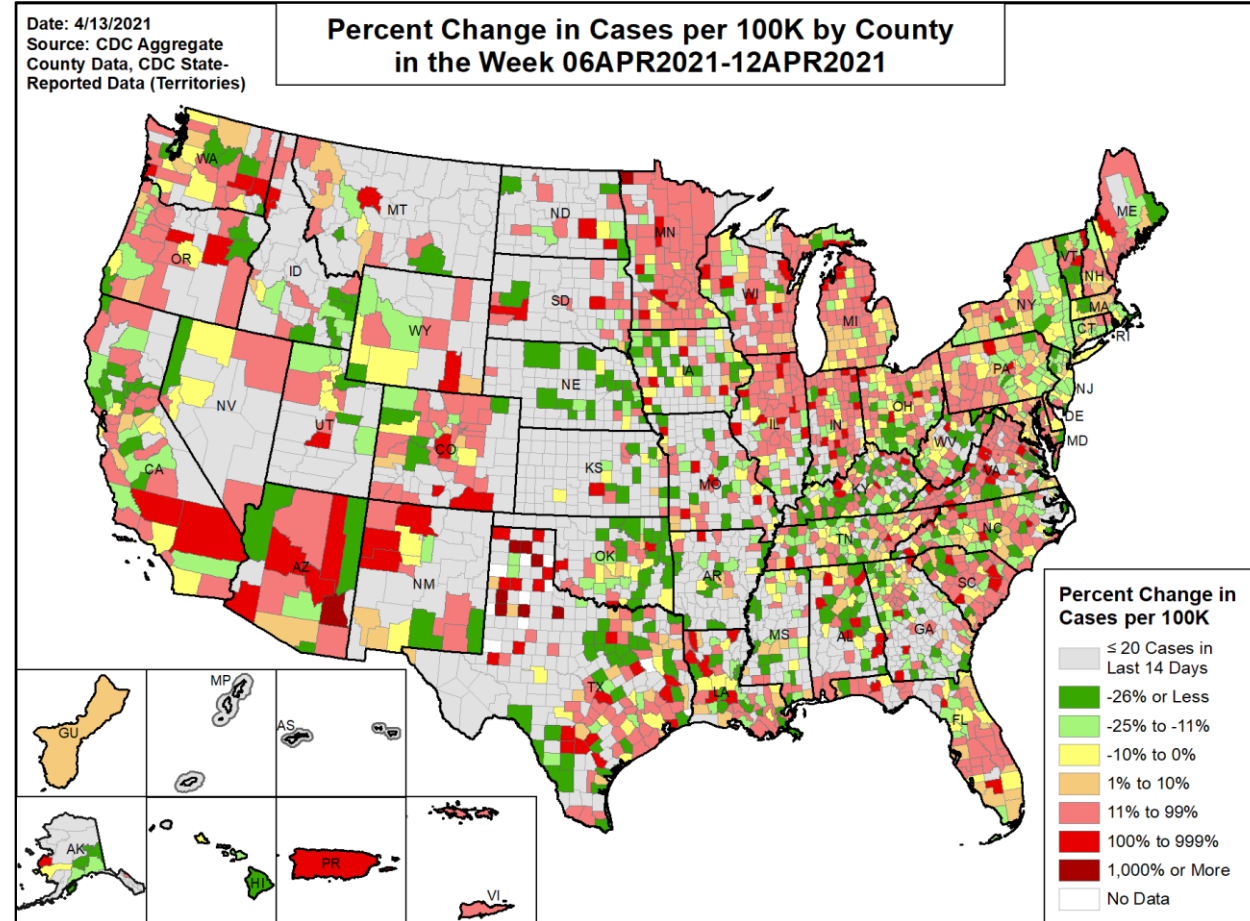 Date: 4/13/2021
Source: CDC Aggregate
County Data, CDC State-
Reported Data (Territories)
Percent Change in Cases per 100K by County
in the Week 06APR2021-12APR2021
WA
MT
ND
MN
ME
OR
ID
SD
WI
MI
VT
NH
NY
MA
CT
RI
WY
IA
NE
PA
NJ
NV
UT
CO
IL
IN
OH
DE
MD
WV
VA
CA
KS
MO
KY
AZ
NM
OK
AR
TN
NC
SC
MS
AL
GA
TX
LA
FL
GU
MP
AS
AK
HI
PR
VI
Percent Change in
Cases per 100K
≤ 20 Cases in
Last 14 Days
-26% or Less
-25% to -11%
-10% to 0%
1% to 10%
11% to 99%
100% to 999%
1,000% or More
No Data